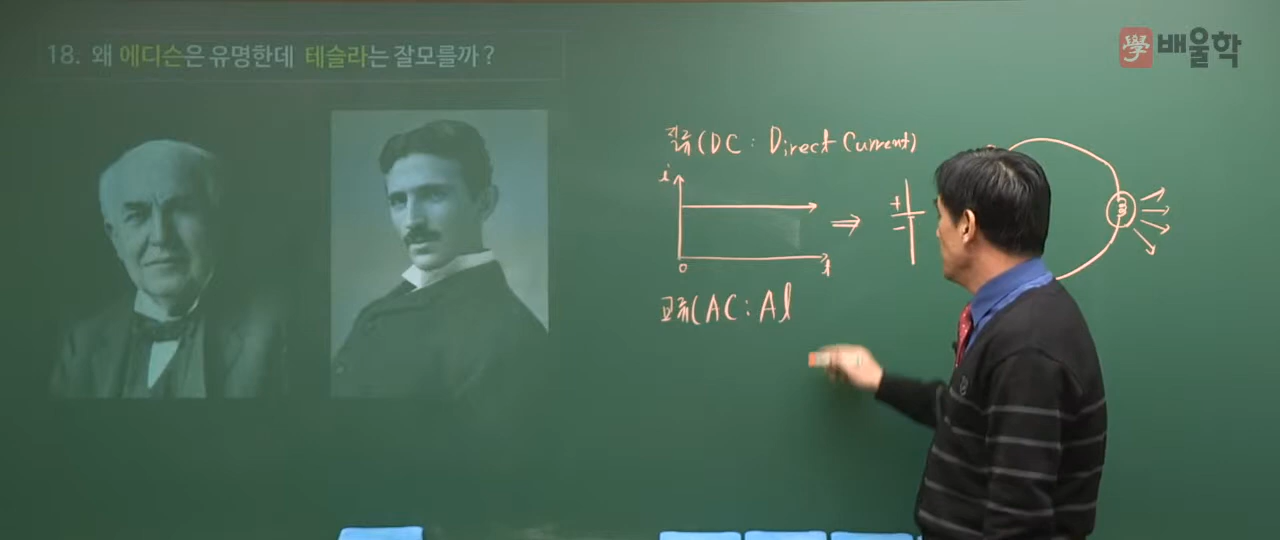 18. 왜 에디슨은 유명한데 테슬라는 잘모를까?
學 배울학
직류(DC : Direct Current)
i
0
t
+
-
교류(AC : Al